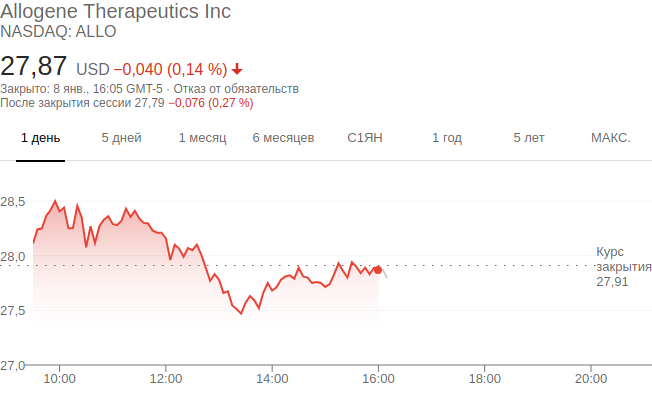 Allogene Therapeutics Inc
NASDAQ: ALLO
27,87 USD −0,040 (0,14 %)
Закрыто: 8 янв., 16:05 GMT-5 · Отказ от обязательств
После закрытия сессии 27,79 −0,076 (0,27 %)
1 день 5 дней 1 месяц 6 месяцев С1ЯН 1 год 5 лет МАКС.
28,5
28,0
27,5
27,0
Курс
закрытия
27,91
10:00 12:00 14:00 16:00 18:00 20:00